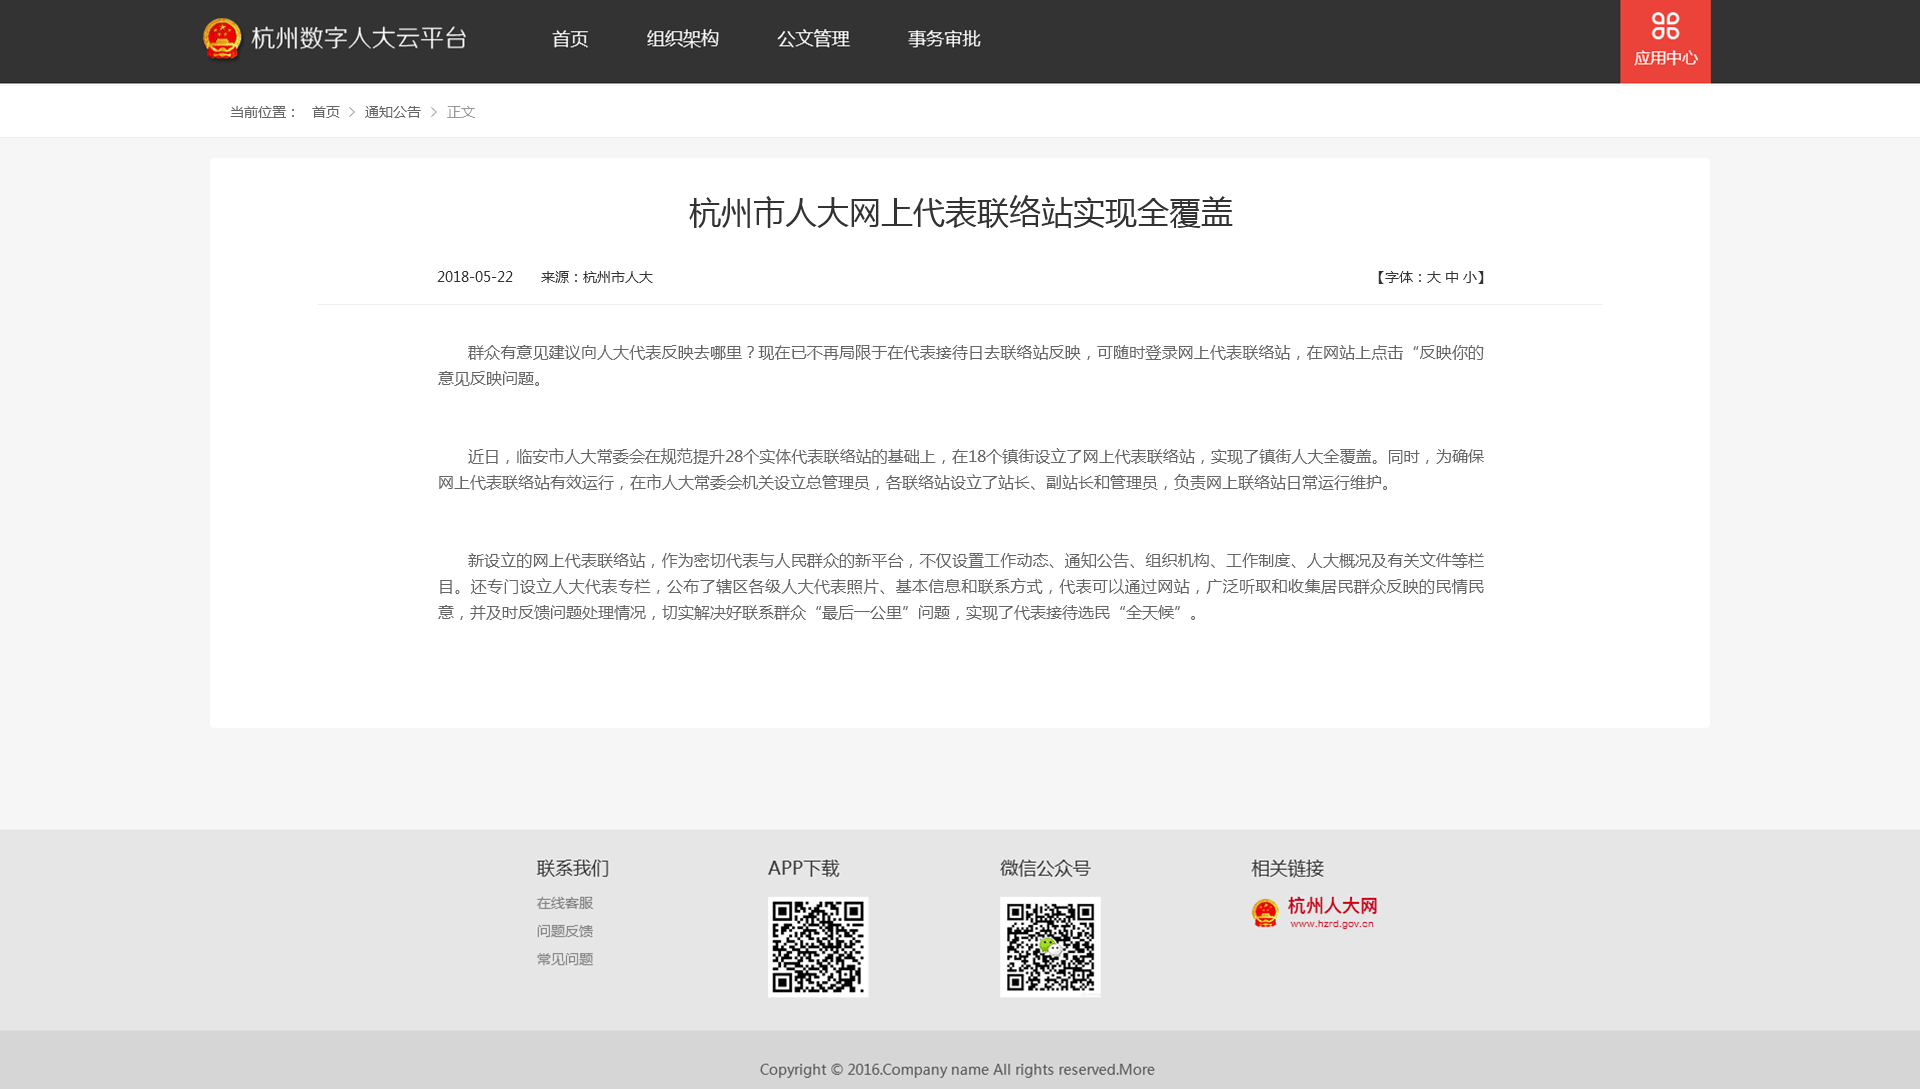 杭州数字人大云平台 首页 组织架构 公文管理 事务审批 应用中心
当前位置： 首页 > 通知公告 > 正文
杭州市人大网上代表联络站实现全覆盖
2018-05-22 来源：杭州市人大 【字体：大 中 小】
群众有意见建议向人大代表反映去哪里？现在已不再局限于在代表接待日去联络站反映，可随时登录网上代表联络站，在网站上点击“反映你的
意见反映问题。
近日，临安市人大常委会在规范提升28个实体代表联络站的基础上，在18个镇街设立了网上代表联络站，实现了镇街人大全覆盖。同时，为确保
网上代表联络站有效运行，在市人大常委会机关设立总管理员，各联络站设立了站长、副站长和管理员，负责网上联络站日常运行维护。
新设立的网上代表联络站，作为密切代表与人民群众的新平台，不仅设置工作动态、通知公告、组织机构、工作制度、人大概况及有关文件等栏
目。还专门设立人大代表专栏，公布了辖区各级人大代表照片、基本信息和联系方式，代表可以通过网站，广泛听取和收集居民群众反映的民情民
意，并及时反馈问题处理情况，切实解决好联系群众“最后一公里”问题，实现了代表接待选民“全天候”。
联系我们
在线客服
问题反馈
常见问题
APP下载
微信公众号
相关链接
杭州人大网
www.hzrd.gov.cn
Copyright © 2016.Company name All rights reserved.More